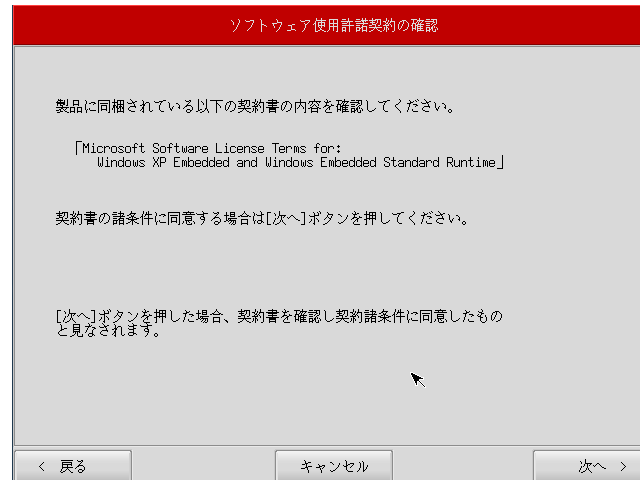 ソフトウェア使用許諾契約の確認
製品に同梱されている以下の契約書の内容を確認してください。
「Microsoft Software License Terms for:
Windows XP Embedded and Windows Embedded Standard Runtime」
契約書の諸条件に同意する場合は[次へ]ボタンを押してください。
[次へ]ボタンを押した場合、契約書を確認し契約諸条件に同意したもの
と見なされます。
< 戻る
キャンセル
次へ >